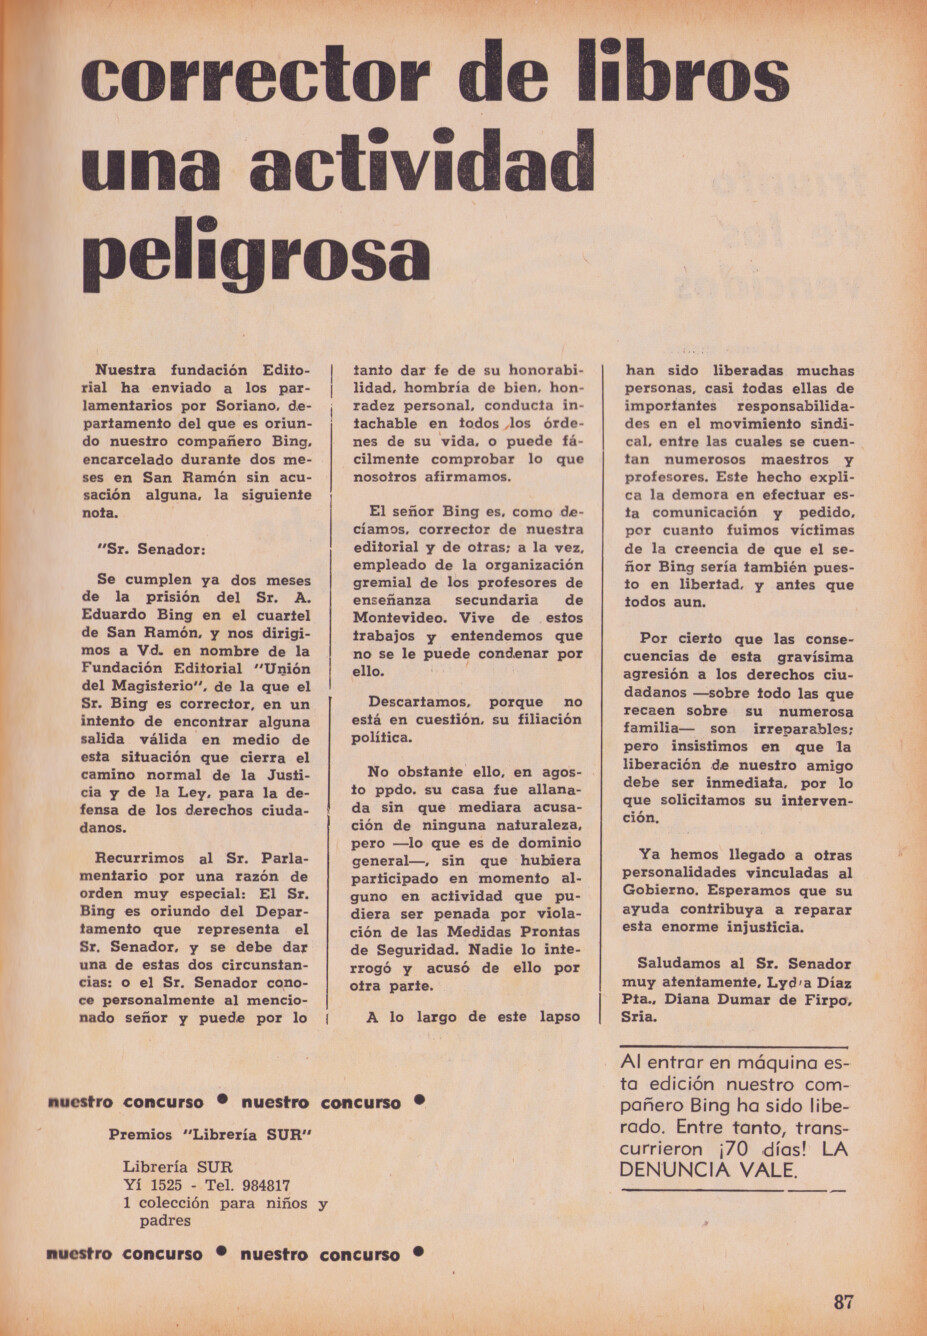 corrector de libros
una actividad
peligrosa
Nuestra fundación Edito-
rial ha enviado a los par-
lamentarios por Soriano, de-
partamento del que es oriun-
do nuestro compañero Bing,
encarcelado durante dos me-
ses en San Ramón sin acu-
sación alguna, la siguiente
nota.
"Sr. Senador:
Se cumplen ya dos meses
de la prisión del Sr. A.
Eduardo Bing en el cuartel
de San Ramón, y nos dirigi-
mos a Vd. en nombre de la
Fundación Editorial "Unión
del Magisterio", de la que el
Sr. Bing es corrector, en un
intento de encontrar alguna
salida válida en medio de
esta situación que cierra el
camino normal de la Justi-
cia y de la Ley, para la de-
fensa de los derechos ciuda-
danos.
Recurrimos al Sr. Parla-
mentario por una razón de
orden muy especial: El Sr.
Bing es oriundo del Depar-
tamento que representa el
Sr. Senador, y se debe dar
una de estas dos circunstan-
cias: o el Sr. Senador cono-
ce personalmente al mencio-
nado señor y puede por lo
tanto dar fe de su honorabi-
lidad, hombría de bien, hon-
radez personal, conducta in-
tachable en todos los órde-
nes de su vida, o puede fá-
cilmente comprobar lo que
nosotros afirmamos.
El señor Bing es, como de-
cíamos, corrector de nuestra
editorial y de otras; a la vez,
empleado de la organización
gremial de los profesores de
enseñanza secundaria de
Montevideo. Vive de estos
trabajos y entendemos que
no se le puede condenar por
ello.
Descartamos, porque no
está en cuestión, su filiación
política.
No obstante ello, en agos-
to ppdo. su casa fue allana-
da sin que mediara acusa-
ción de ninguna naturaleza,
pero —lo que es de dominio
general—, sin que hubiera
participado en momento al-
guno en actividad que pu-
diera ser penada por viola-
ción de las Medidas Prontas
de Seguridad. Nadie lo inte-
rrogó y acusó de ello por
otra parte.
A lo largo de este lapso
han sido liberadas muchas
personas, casi todas ellas de
importantes responsabilida-
des en el movimiento sindi-
cal, entre las cuales se cuen-
tan numerosos maestros y
profesores. Este hecho expli-
ca la demora en efectuar es-
ta comunicación y pedido,
por cuanto fuimos víctimas
de la creencia de que el se-
ñor Bing sería también pues-
to en libertad, y antes que
todos aun.
Por cierto que las conse-
cuencias de esta gravísima
agresión a los derechos ciu-
dadanos —sobre todo las que
recaen sobre su numerosa
familia— son irreparables;
pero insistimos en que la
liberación de nuestro amigo
debe ser inmediata, por lo
que solicitamos su interven-
ción.
Ya hemos llegado a otras
personalidades vinculadas al
Gobierno. Esperamos que su
ayuda contribuya a reparar
esta enorme injusticia.
Saludamos al Sr. Senador
muy atentamente, Lydia Díaz
Pta., Diana Dumar de Firpo,
Sria.
Al entrar en máquina es-
ta edición nuestro com-
pañero Bing ha sido libe-
rado. Entre tanto, trans-
currieron ¡70 días! LA
DENUNCIA VALE.
nuestro concurso • nuestro concurso •
Premios "Librería SUR"
Librería SUR
Yí 1525 - Tel. 984817
1 colección para niños y
padres
nuestro concurso • nuestro concurso •
87